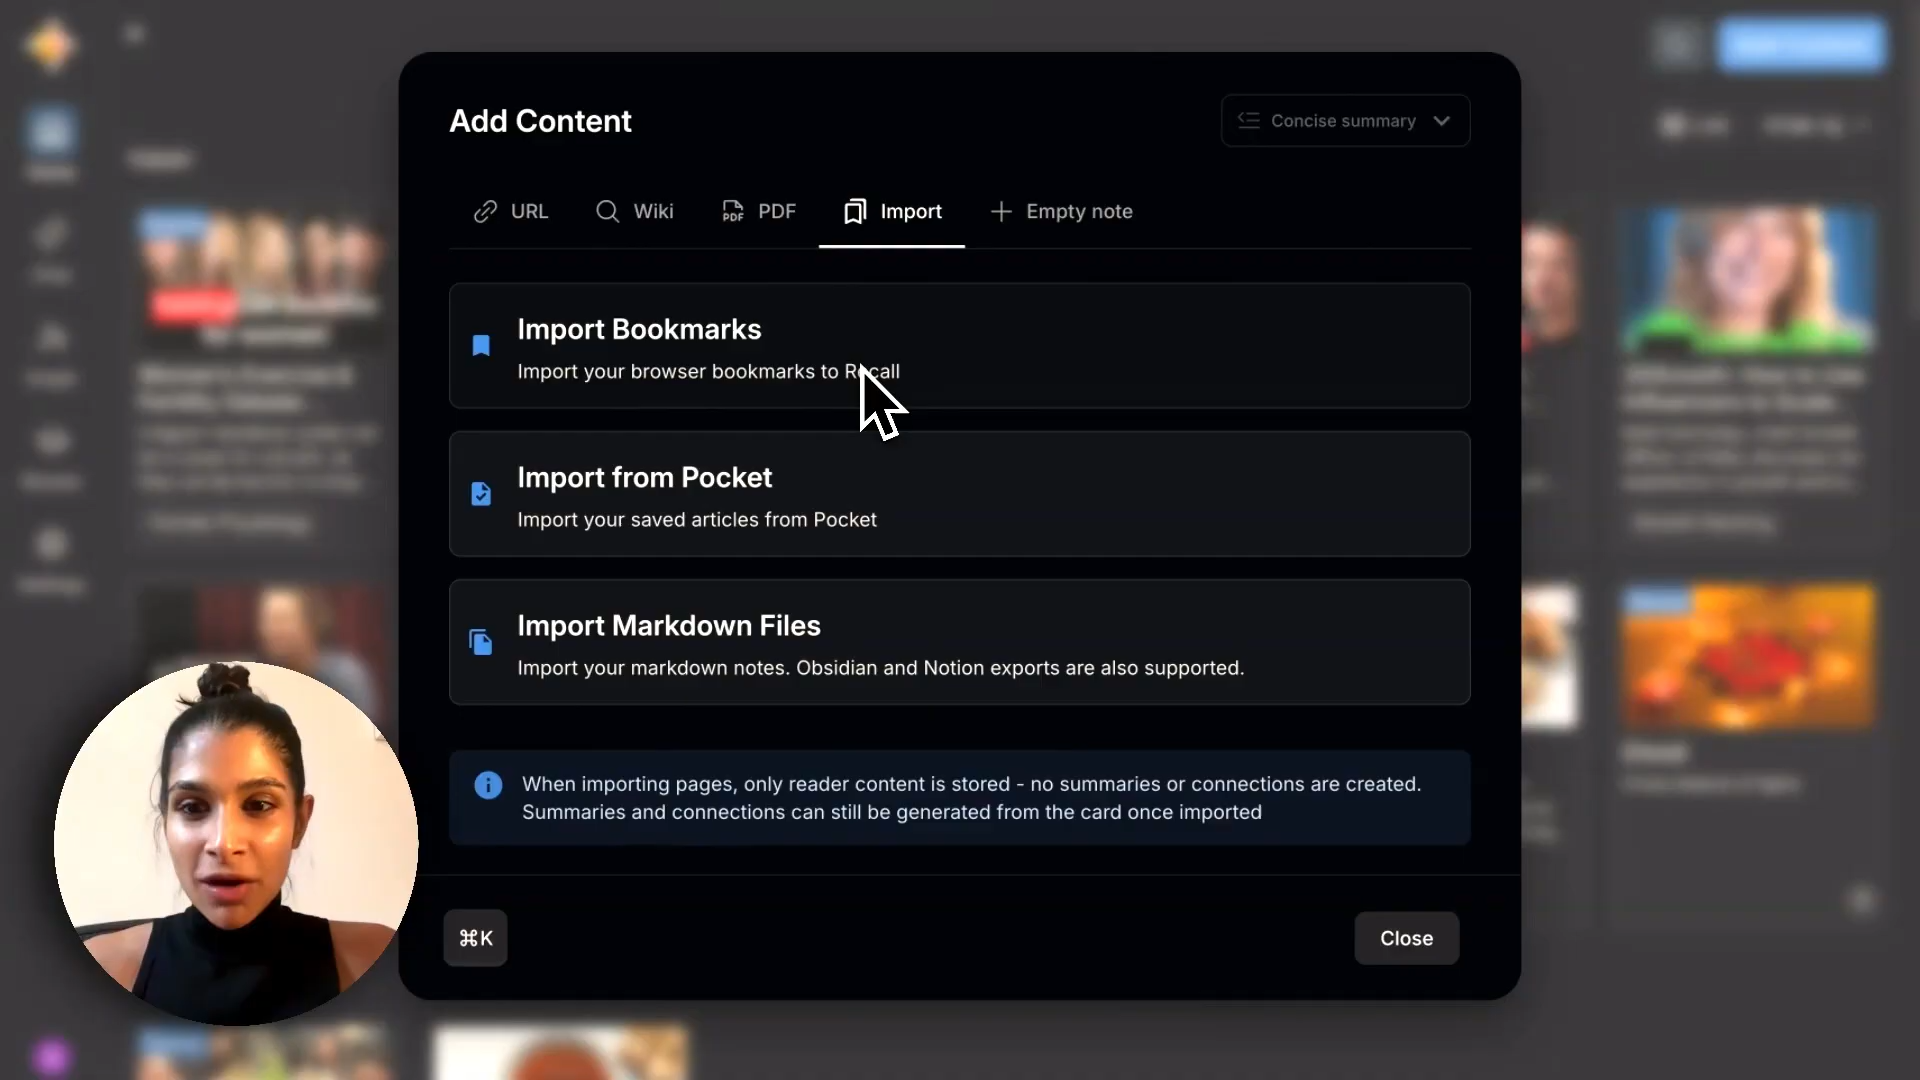 Add Content
Concise summary
URL
Wiki
PDF
Import
Empty note
Import Bookmarks
Import your browser bookmarks to Recall
Import from Pocket
Import your saved articles from Pocket
Import Markdown Files
Import your markdown notes. Obsidian and Notion exports are also supported.
When importing pages, only reader content is stored - no summaries or connections are created.
Summaries and connections can still be generated from the card once imported
⌘K
Close